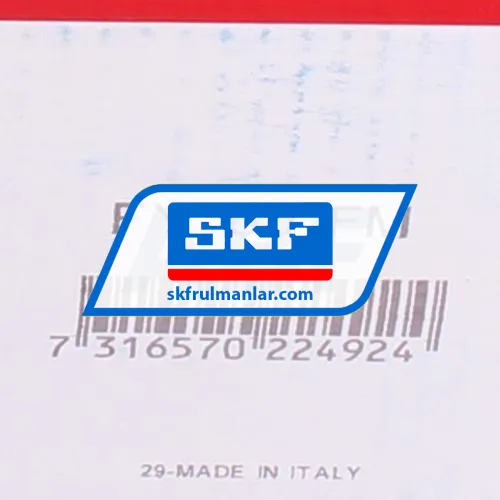 SKF
skfrulmanlar.com
7 316570 224924
29-MADE IN ITALY